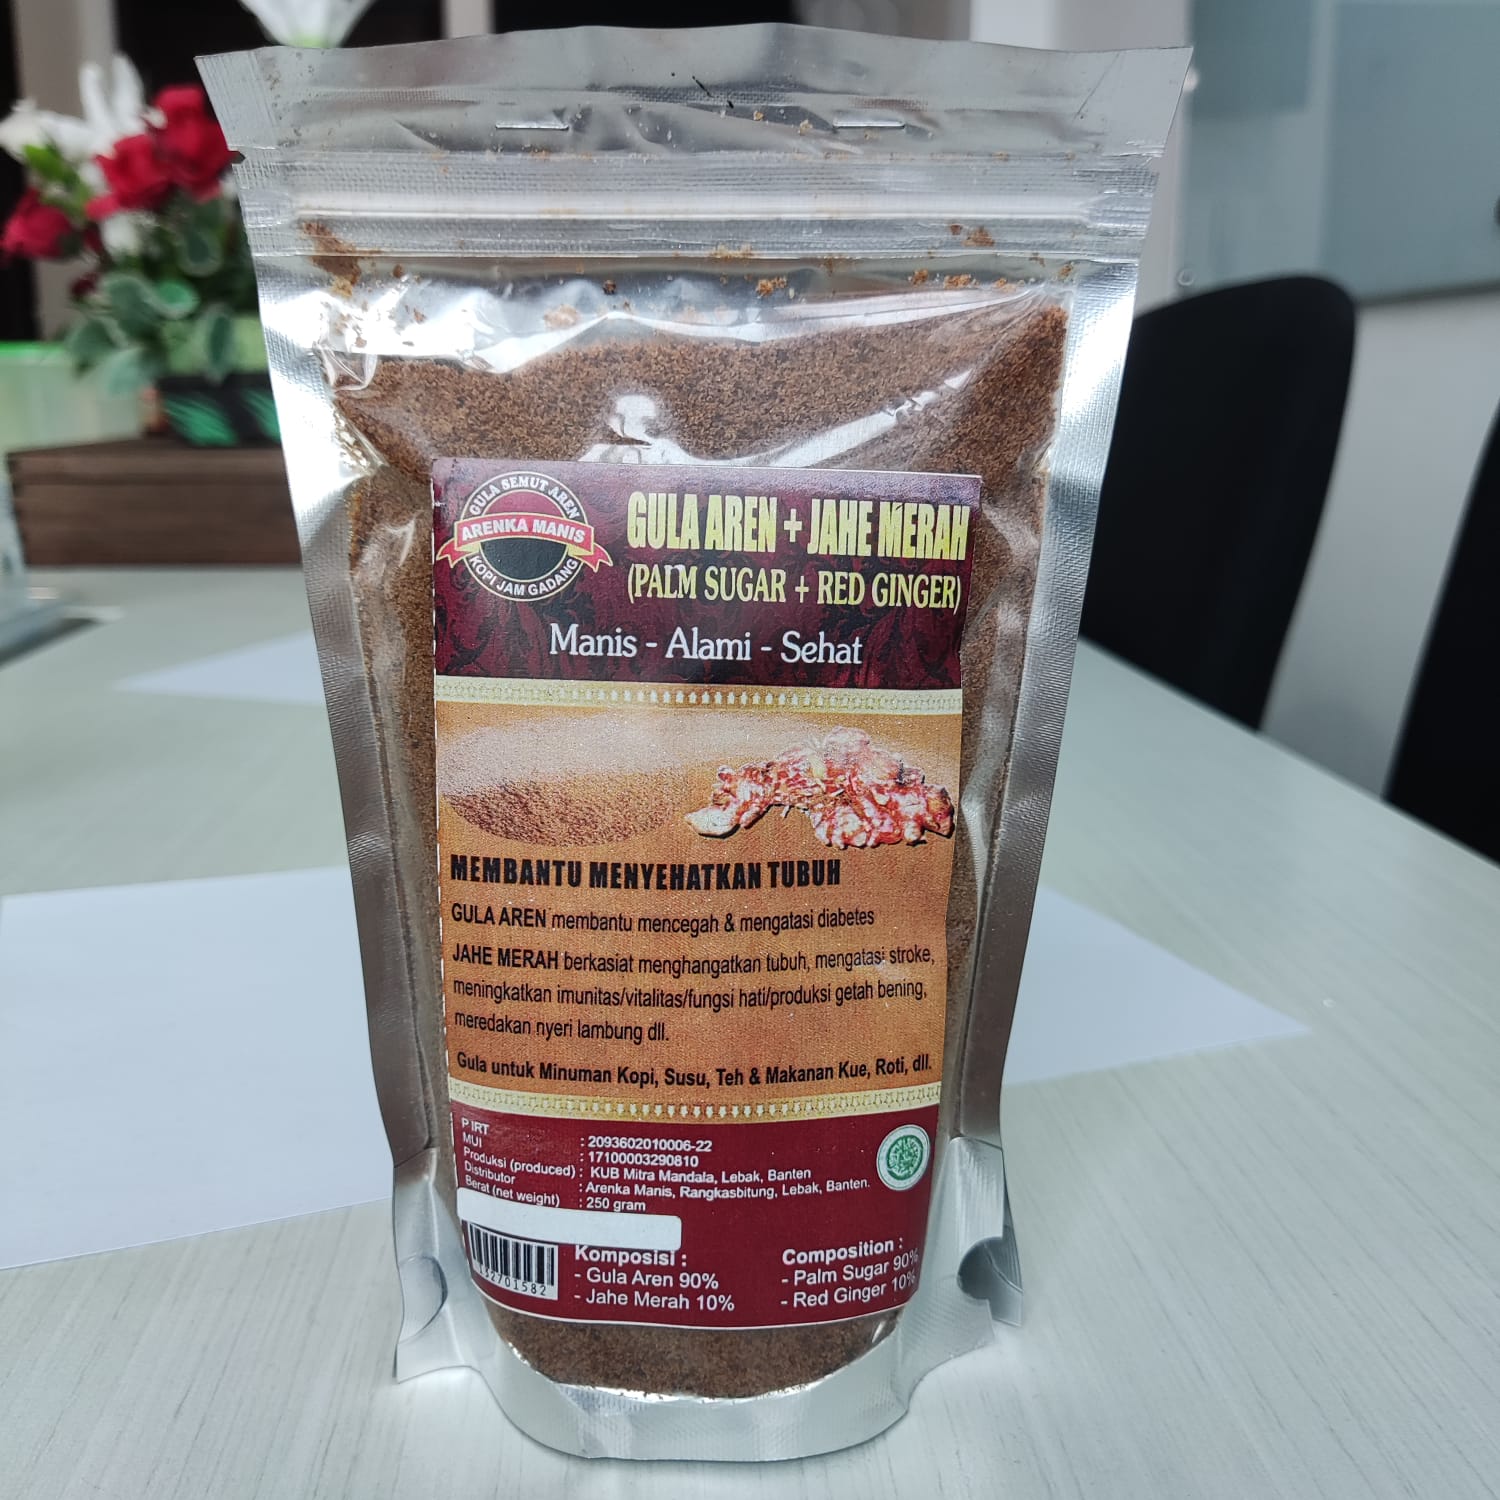 GULA SEMUT AREN
ARENKA MANIS
KOPI JAM GADANG
GULA AREN + JAHE MERAH
(PALM SUGAR + RED GINGER)
Manis - Alami - Sehat
MEMBANTU MENYEHATKAN TUBUH
GULA AREN membantu mencegah & mengatasi diabetes
JAHE MERAH berkasiat menghangatkan tubuh, mengatasi stroke,
meningkatkan imunitas/vitalitas/fungsi hati/produksi getah bening,
meredakan nyeri lambung dll.
Gula untuk Minuman Kopi, Susu, Teh & Makanan Kue, Roti, dll.
P IRT : 2093602010006-22
MUI : 17100003290810
Produksi (produced) : KUB Mitra Mandala, Lebak, Banten
Distributor : Arenka Manis, Rangkasbitung, Lebak, Banten.
Berat (net weight) : 250 gram
Komposisi :
- Gula Aren 90%
- Jahe Merah 10%
Composition :
- Palm Sugar 90%
- Red Ginger 10%
132701582